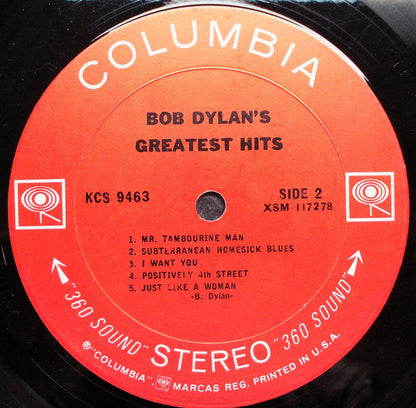 COLUMBIA
BOB DYLAN'S
GREATEST HITS
KCS 9463
SIDE 2
XSM 117278
1. MR. TAMBOURINE MAN
2. SUBTERRANEAN HOMESICK BLUES
3. I WANT YOU
4. POSITIVELY 4th STREET
5. JUST LIKE A WOMAN
-B. Dylan-
"360 SOUND" STEREO "360 SOUND"
® "COLUMBIA", MARCAS REG. PRINTED IN U.S.A.